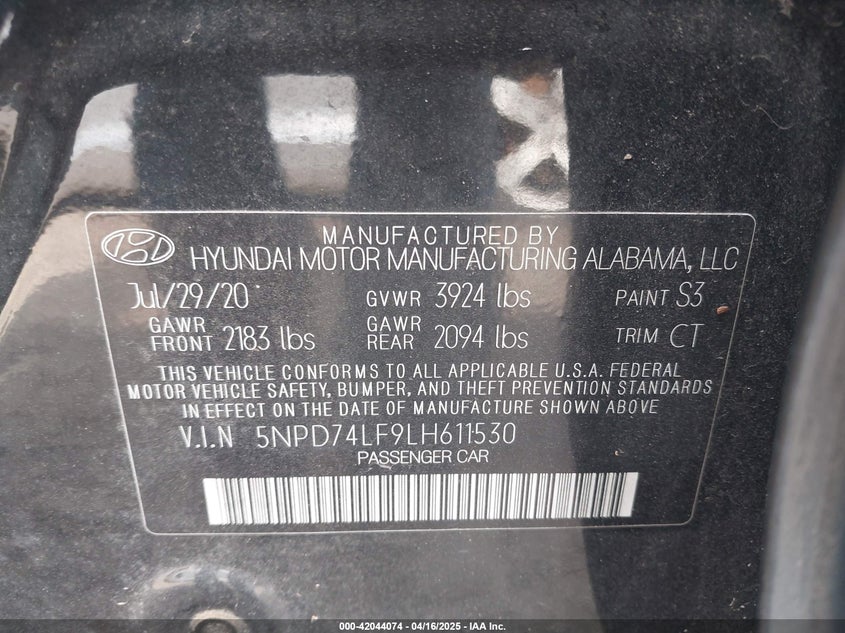 MANUFACTURED BY
HYUNDAI MOTOR MANUFACTURING ALABAMA, LLC
Jul/29/20 GVWR 3924 lbs PAINT S3
GAWR FRONT 2183 lbs GAWR REAR 2094 lbs TRIM CT
THIS VEHICLE CONFORMS TO ALL APPLICABLE U.S.A. FEDERAL
MOTOR VEHICLE SAFETY, BUMPER, AND THEFT PREVENTION STANDARDS
IN EFFECT ON THE DATE OF MANUFACTURE SHOWN ABOVE
V.I.N 5NPD74LF9LH611530
PASSENGER CAR
000-42044074 - 04/16/2025 - IAA Inc.